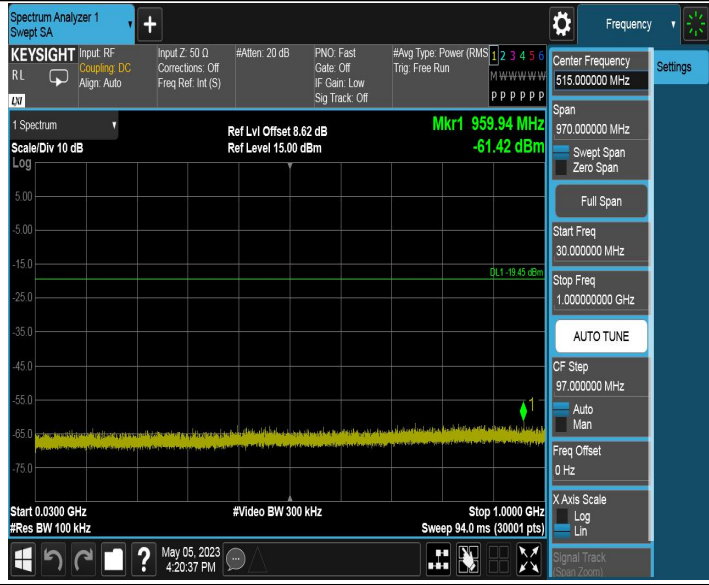 Spectrum Analyzer 1
Swept SA
Frequency
KEYSIGHT
RL
LXI
Input: RF
Coupling: DC
Align: Auto
Input Z: 50 Ω
Corrections: Off
Freq Ref: Int (S)
#Atten: 20 dB
PNO: Fast
Gate: Off
IF Gain: Low
Sig Track: Off
#Avg Type: Power (RMS
Trig: Free Run
1 2 3 4 5 6
M W W W W W
P P P P P P
Settings
Center Frequency
515.000000 MHz
Span
970.000000 MHz
Swept Span
Zero Span
Full Span
Start Freq
30.000000 MHz
Stop Freq
1.000000000 GHz
AUTO TUNE
CF Step
97.000000 MHz
Auto
Man
Freq Offset
0 Hz
X Axis Scale
Log
Lin
Signal Track
(Span Zoom)
1 Spectrum
Scale/Div 10 dB
Ref Lvl Offset 8.62 dB
Ref Level 15.00 dBm
Mkr1 959.94 MHz
-61.42 dBm
Log
5.00
-5.00
-15.0
DL1 -19.45 dBm
-25.0
-35.0
-45.0
-55.0
1
-65.0
-75.0
Start 0.0300 GHz
#Res BW 100 kHz
#Video BW 300 kHz
Stop 1.0000 GHz
Sweep 94.0 ms (30001 pts)
?
May 05, 2023
4:20:37 PM